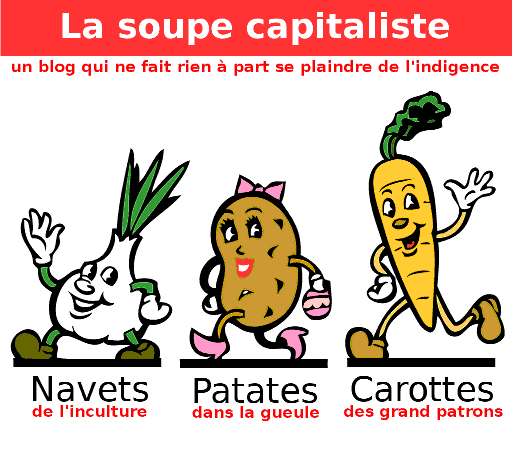 La soupe capitaliste
un blog qui ne fait rien à part se plaindre de l'indigence
Navets
de l'inculture
Patates
dans la gueule
Carottes
des grand patrons